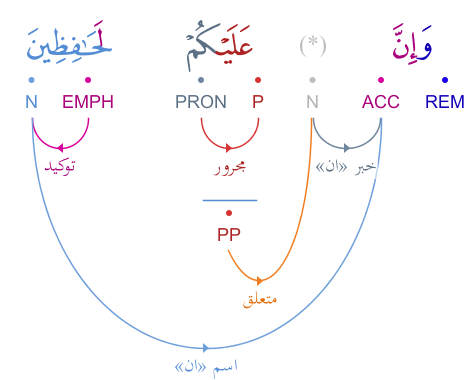 وَإِنَّ (*) عَلَيْكُمْ لَحَـٰفِظِينَ
REM ACC N P PRON EMPH N
خبر «ان» مجرور توكيد
PP
متعلق
اسم «ان»